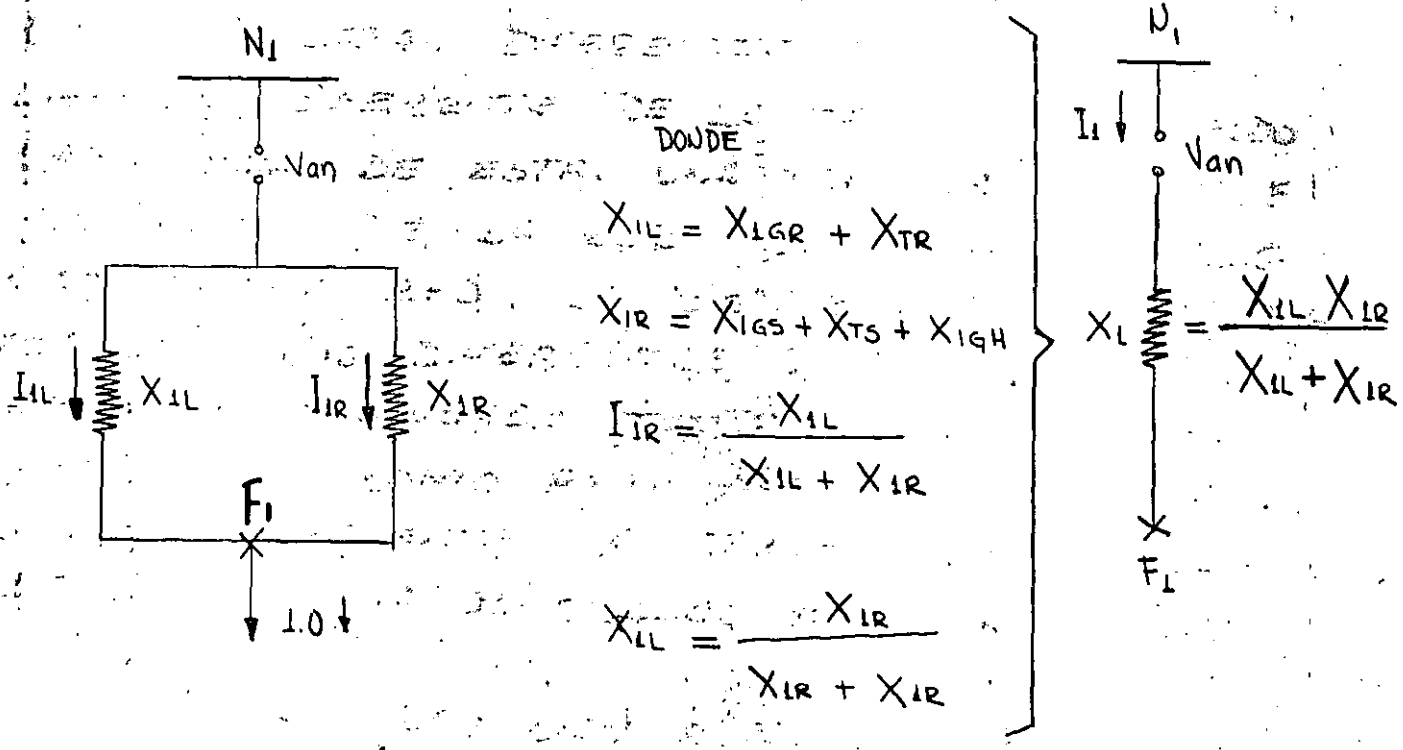 N1
Van
I1L
X1L
I1R
X1R
F1
1.0
DONDE
X1L = X1GR + XTR
X1R = X1GS + XTS + X1GH
I1R = X1L / X1L + X1R
X1L = X1R / X1R + X1R
N1
I1
Van
X1 = X1L X1R / X1L + X1R
F1